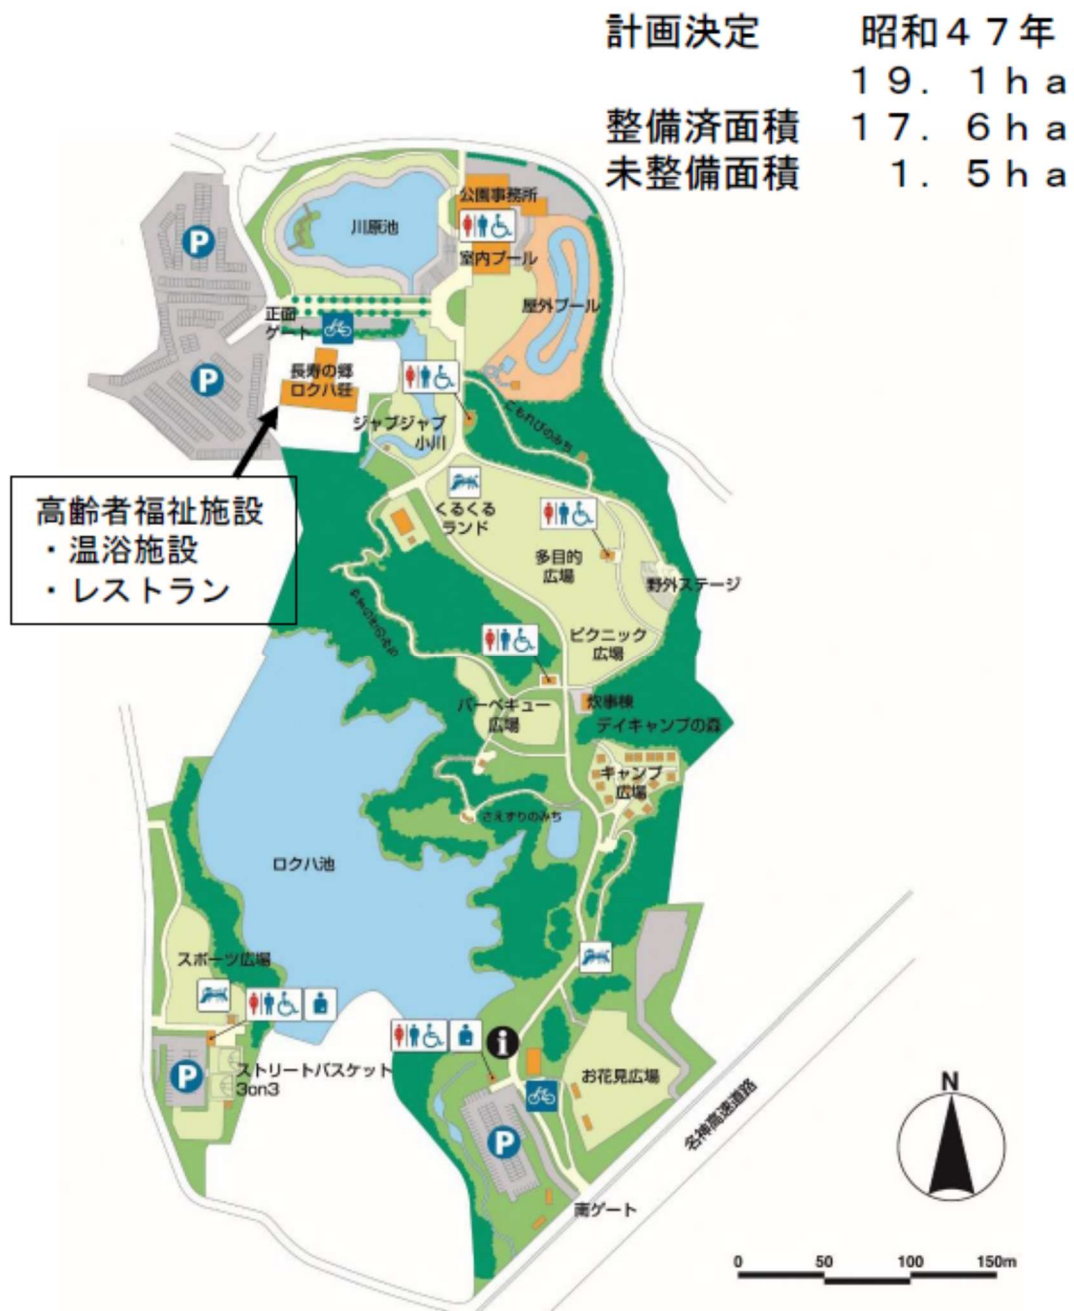 計画決定　昭和４７年
１９．１ｈａ
整備済面積　１７．６ｈａ
未整備面積　１．５ｈａ
公園事務所
川原池
P
室内プール
屋外プール
正面
ゲート
P
長寿の郷
ロクハ荘
こもれびのみち
ジャブジャブ
小川
高齢者福祉施設
・温浴施設
・レストラン
くるくる
ランド
多目的
広場
野外ステージ
ピクニック
広場
バーベキュー
広場
炊事棟
デイキャンプの森
キャンプ
広場
さえずりのみち
ロクハ池
スポーツ広場
i
ストリートバスケット
3on3
P
お花見広場
P
名神高速道路
N
南ゲート
0 50 100 150m